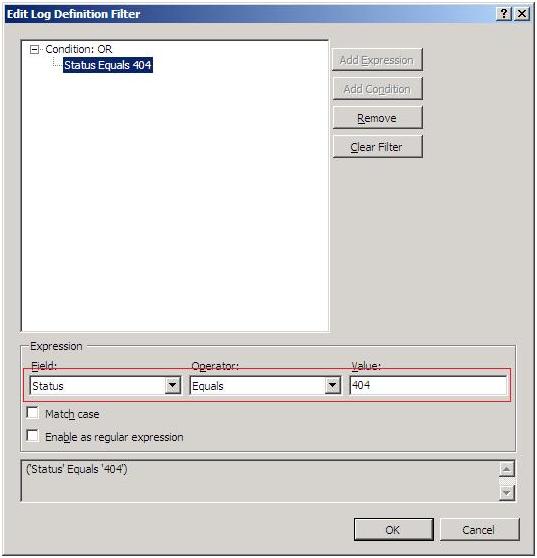 Edit Log Definition Filter
Condition: OR
Status Equals 404
Add Expression
Add Condition
Remove
Clear Filter
Expression
Field: Operator: Value:
Status Equals 404
Match case
Enable as regular expression
('Status' Equals '404')
OK Cancel